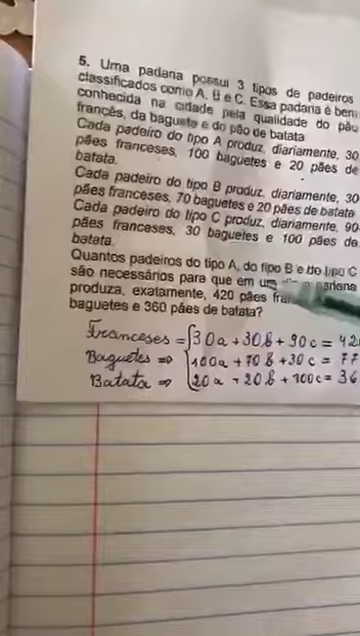 5. Uma padaria possui 3 tipos de padeiros
classificados como A, B e C. Essa padaria é bem
conhecida na cidade pela qualidade do pão
francês, da baguete e do pão de batata
Cada padeiro do tipo A produz, diariamente, 30
pães franceses, 100 baguetes e 20 pães de
batata.
Cada padeiro do tipo B produz, diariamente, 30
pães franceses, 70 baguetes e 20 pães de batata
Cada padeiro do tipo C produz, diariamente, 90
pães franceses, 30 baguetes e 100 pães de
batata.
Quantos padeiros do tipo A, do tipo B e do tipo C
são necessários para que em um padaria
produza, exatamente, 420 pães
baguetes e 360 pães de batata?
Franceses = 30a + 30b + 90c = 42
Baguetes ⇒ 100a + 70b + 30c = 77
Batata ⇒ 20a + 20b + 100c = 36